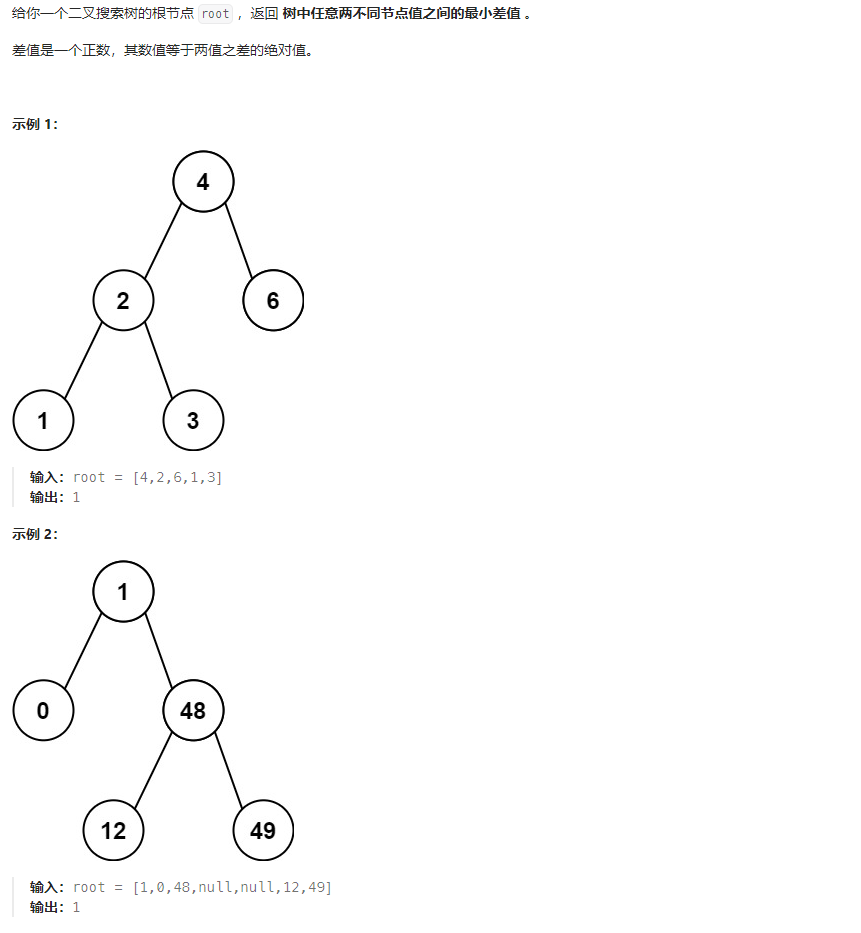 给你一个二叉搜索树的根节点 root ，返回 树中任意两不同节点值之间的最小差值 。
差值是一个正数，其数值等于两值之差的绝对值。
示例 1：
4
2
6
1
3
输入：root = [4,2,6,1,3]
输出：1
示例 2：
1
0
48
12
49
输入：root = [1,0,48,null,null,12,49]
输出：1